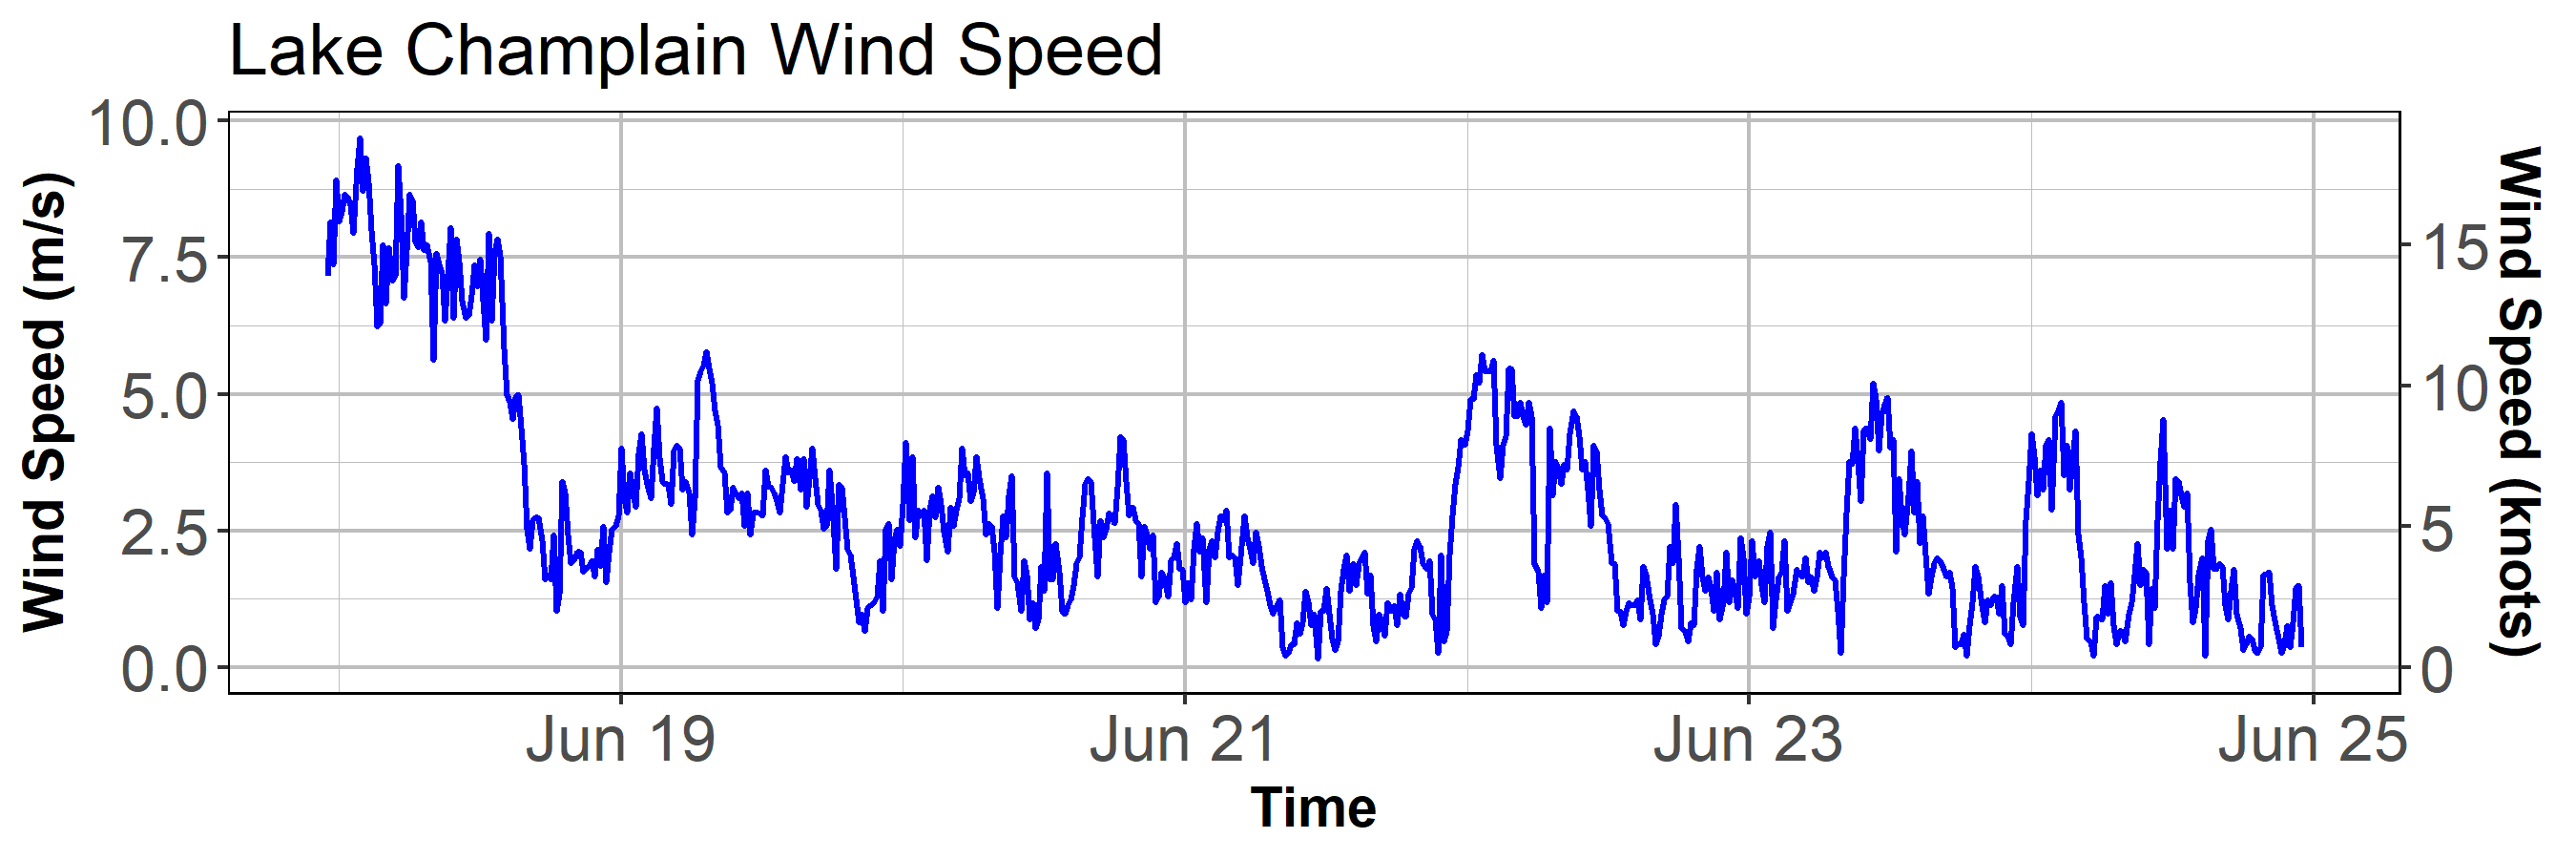 Lake Champlain Wind Speed
Wind Speed (m/s)
10.0
7.5
5.0
2.5
0.0
Wind Speed (knots)
15
10
5
0
Jun 19
Jun 21
Jun 23
Jun 25
Time